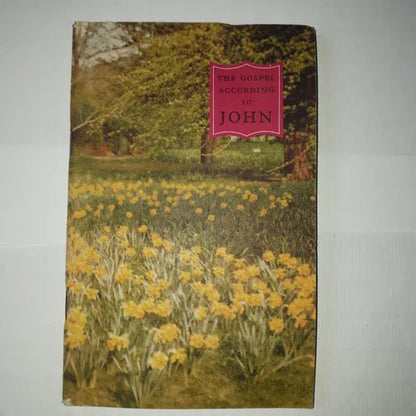 THE GOSPEL
ACCORDING
TO
JOHN